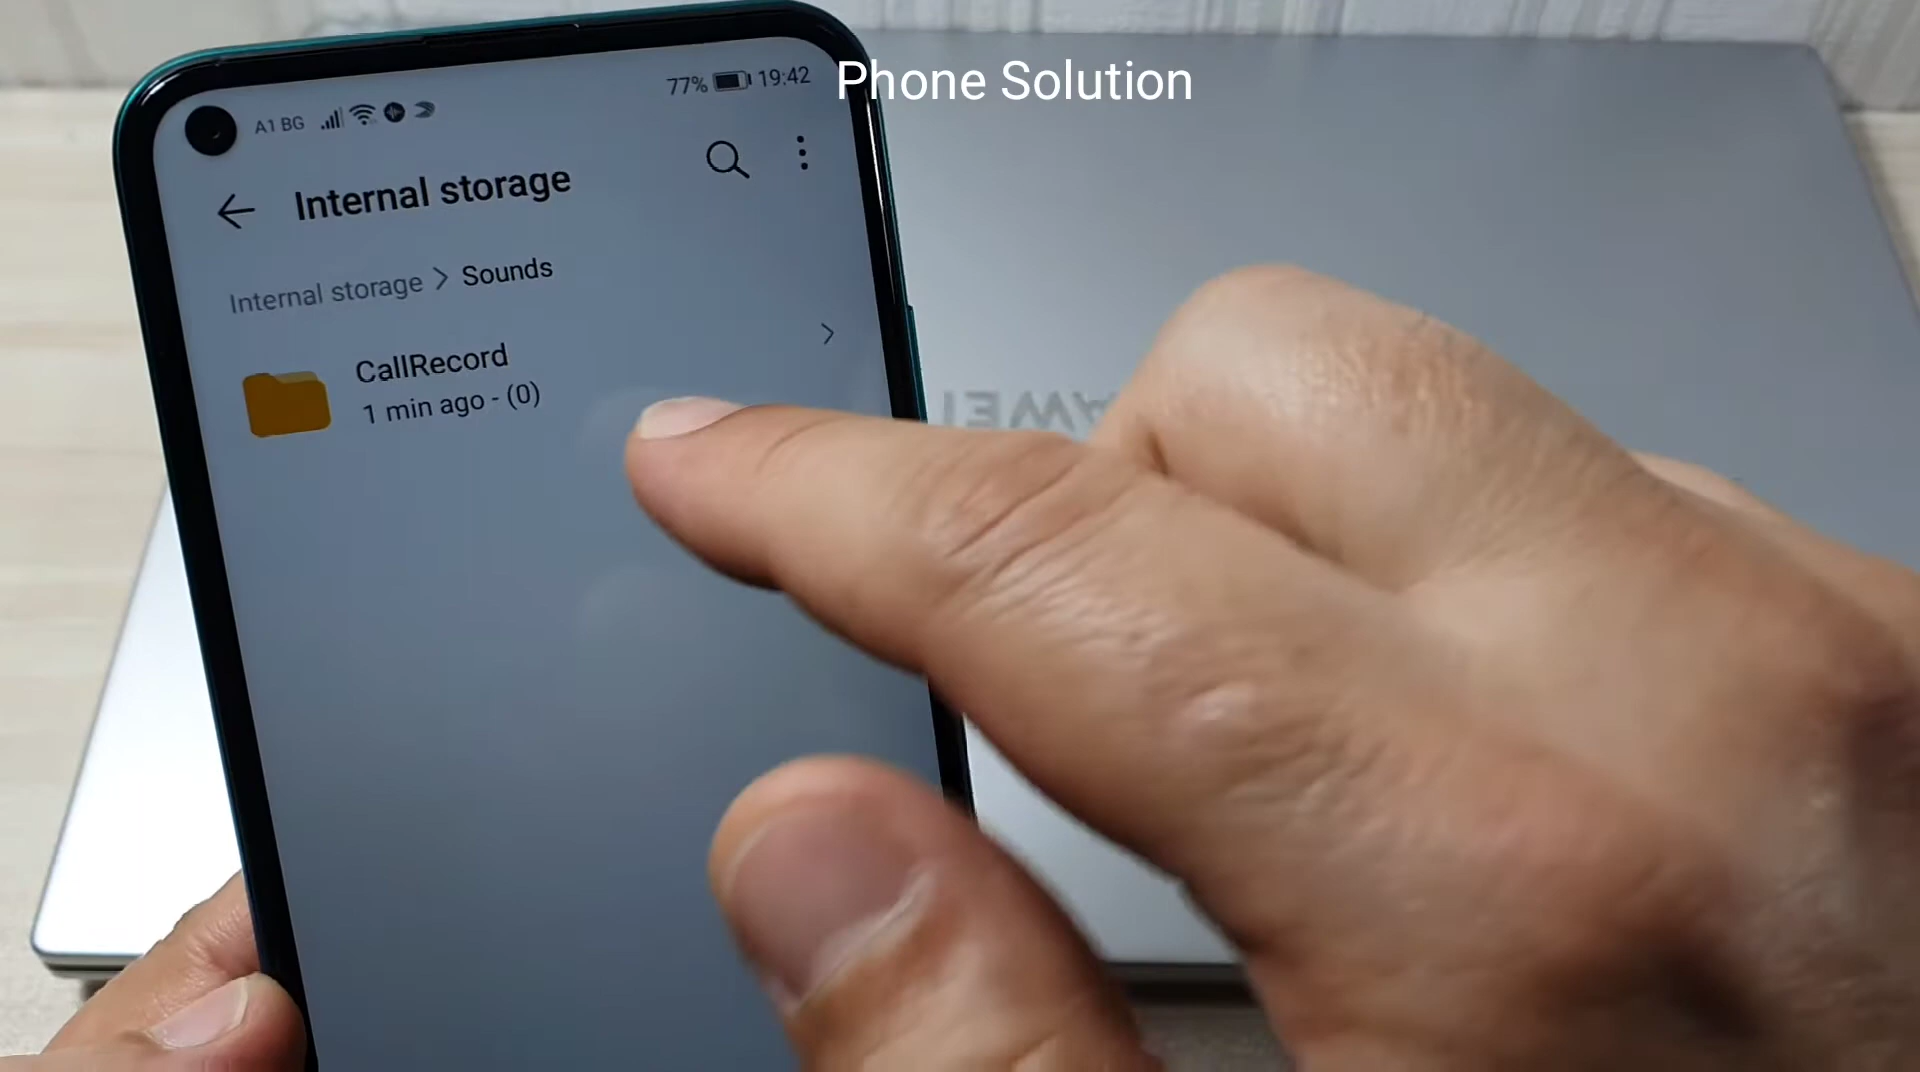 Phone Solution
A1 BG
77% 19:42
Internal storage
Internal storage > Sounds
CallRecord
1 min ago - (0)